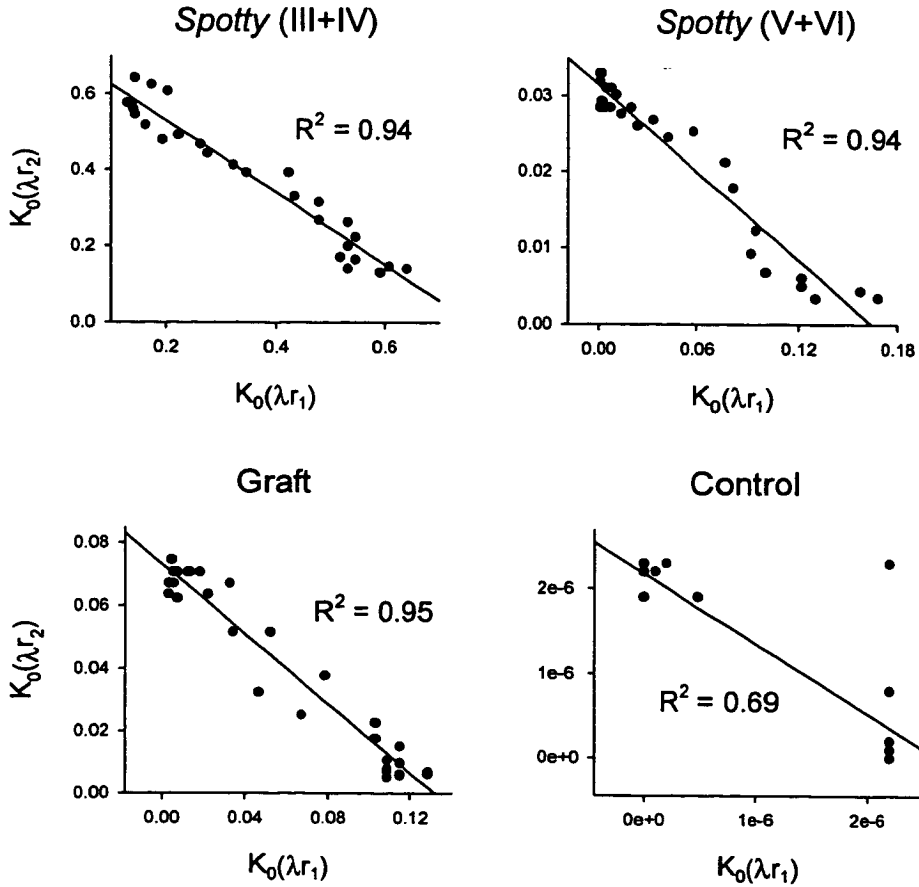 Spotty (III+IV)
K₀(λr₂)
0.6
0.4
0.2
0.0
R² = 0.94
0.2 0.4 0.6
K₀(λr₁)
Spotty (V+VI)
0.03
0.02
0.01
0.00
R² = 0.94
0.00 0.06 0.12 0.18
K₀(λr₁)
Graft
K₀(λr₂)
0.08
0.06
0.04
0.02
0.00
R² = 0.95
0.00 0.04 0.08 0.12
K₀(λr₁)
Control
2e-6
1e-6
0e+0
R² = 0.69
0e+0 1e-6 2e-6
K₀(λr₁)